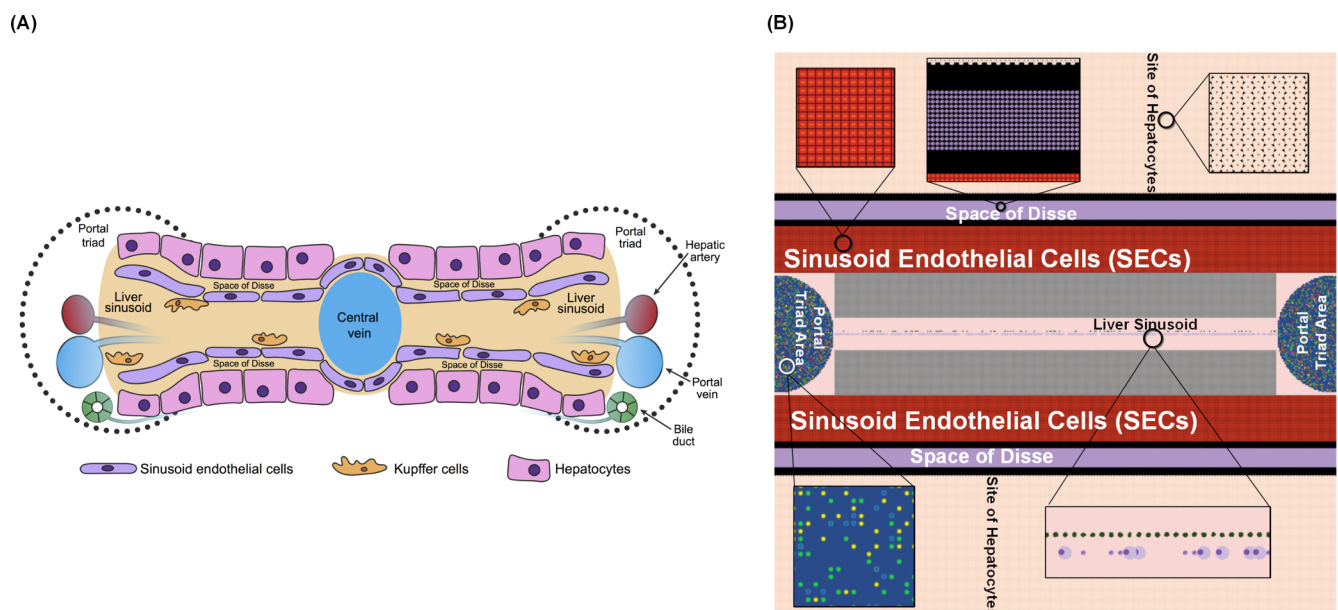 (A)
Portal
triad
Portal
triad
Hepatic
artery
Space of Disse
Space of Disse
Liver
sinusoid
Liver
sinusoid
Central
vein
Space of Disse
Space of Disse
Portal
vein
Bile
duct
Sinusoid endothelial cells
Kupffer cells
Hepatocytes
(B)
Site of Hepatocytes
Space of Disse
Sinusoid Endothelial Cells (SECs)
Portal
Triad Area
Liver Sinusoid
Portal
Triad Area
Sinusoid Endothelial Cells (SECs)
Space of Disse
Site of Hepatocyte